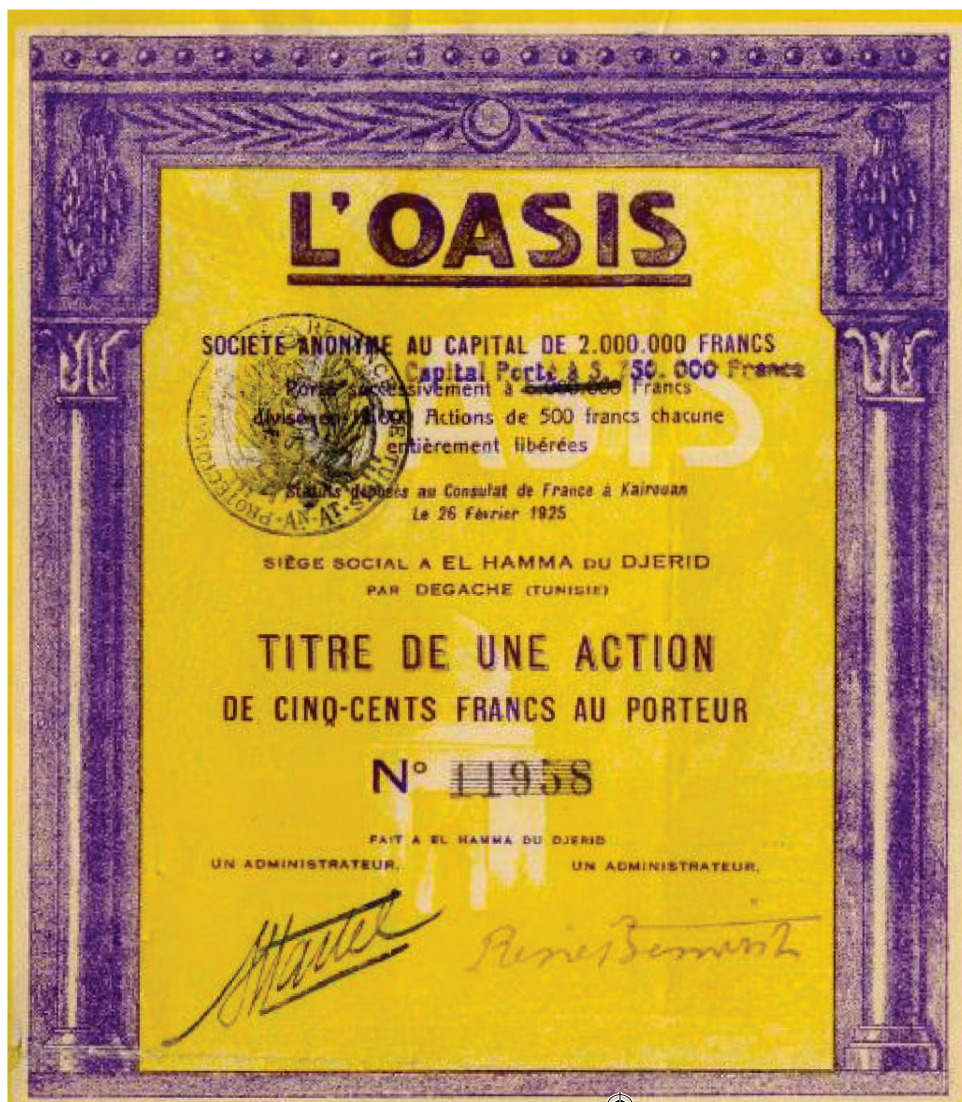 L'OASIS
SOCIÉTÉ ANONYME AU CAPITAL DE 2.000.000 FRANCS
Capital Porté à 3.750.000 Francs
Porté successivement à Francs
divisé en Actions de 500 francs chacune
entièrement libérées
Statuts déposés au Consulat de France à Kairouan
Le 26 Février 1925
SIÈGE SOCIAL A EL HAMMA DU DJERID
PAR DEGACHE (TUNISIE)
TITRE DE UNE ACTION
DE CINQ-CENTS FRANCS AU PORTEUR
N° 11958
FAIT A EL HAMMA DU DJERID
UN ADMINISTRATEUR. UN ADMINISTRATEUR.